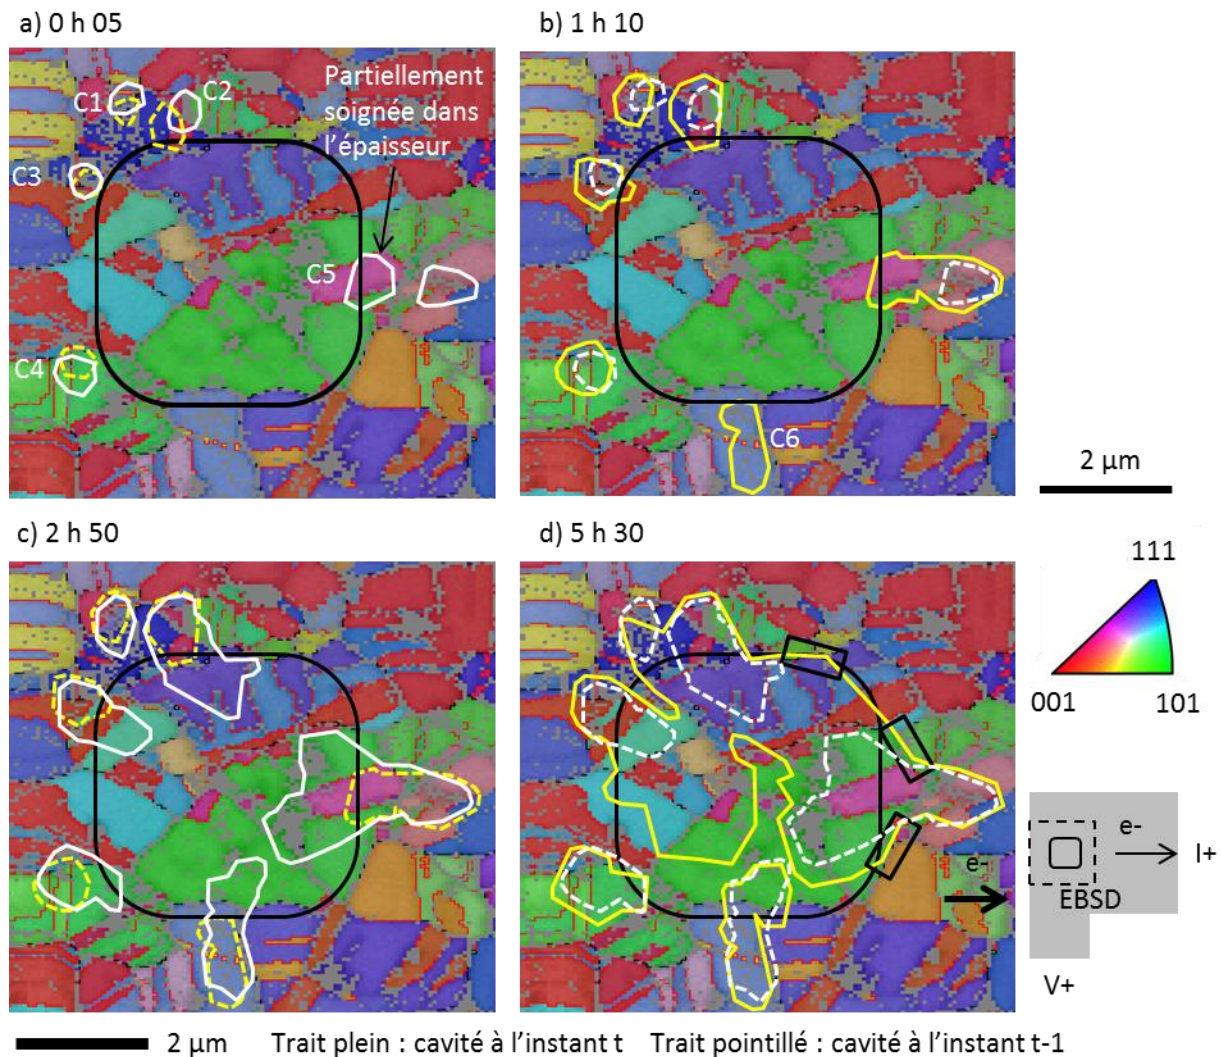 a) 0 h 05
b) 1 h 10
C1
C2
Partiellement
soignée dans
l'épaisseur
C3
C5
C4
C6
2 µm
c) 2 h 50
d) 5 h 30
111
001
101
e-
e-
I+
EBSD
V+
2 µm
Trait plein : cavité à l'instant t
Trait pointillé : cavité à l'instant t-1